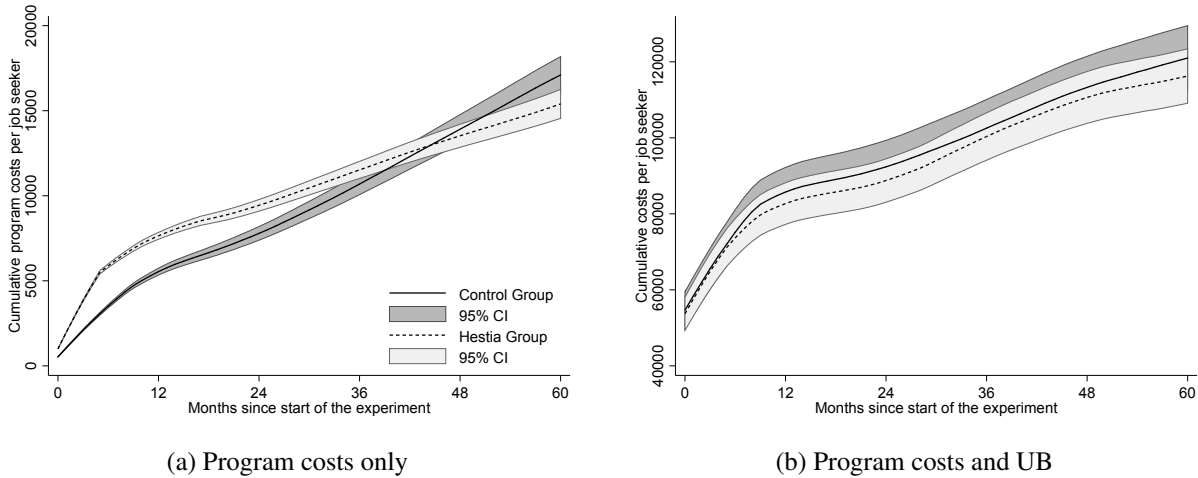 Cumulative program costs per job seeker
20000
15000
10000
5000
0
Control Group
95% CI
Hestia Group
95% CI
0 12 24 36 48 60
Months since start of the experiment
(a) Program costs only
Cumulative costs per job seeker
120000
100000
80000
60000
40000
0 12 24 36 48 60
Months since start of the experiment
(b) Program costs and UB